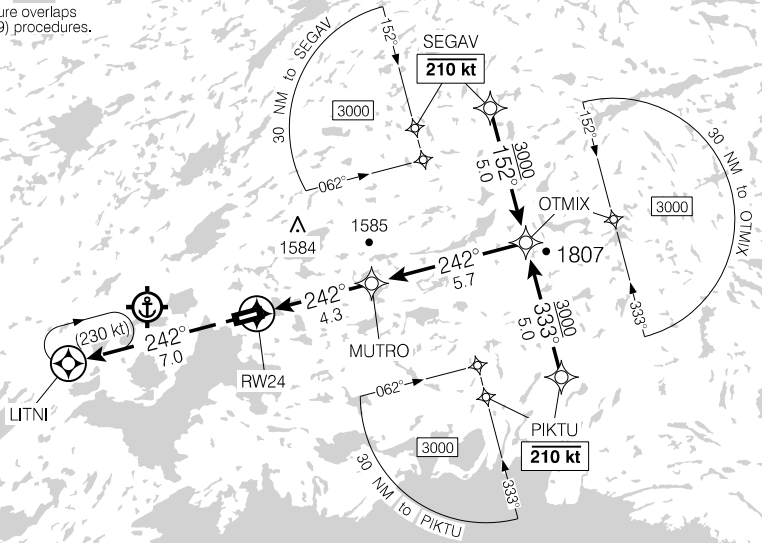 ure overlaps
9) procedures.
30 NM to SEGAV
152°
3000
062°
SEGAV
210 kt
3000
152°
5.0
152°
30 NM to OTMIX
3000
333°
OTMIX
1807
1584
1585
242°
5.7
242°
4.3
MUTRO
3000
333°
5.0
(230 kt)
242°
7.0
RW24
LITNI
062°
3000
30 NM to PIKTU
333°
PIKTU
210 kt